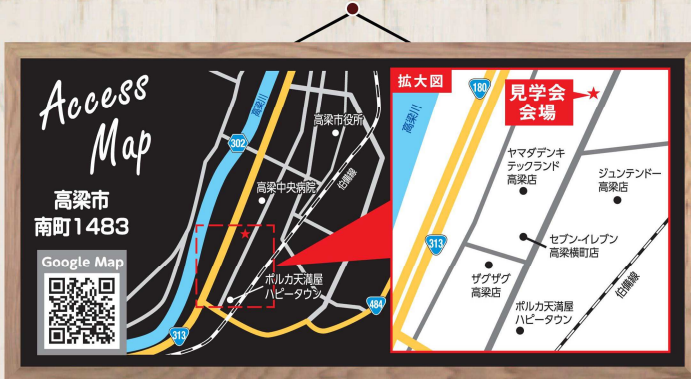 Access
Map
高梁市
南町1483
Google Map
高梁川
302
高梁市役所
高梁中央病院
伯備線
ポルカ天満屋
ハピータウン
313
484
拡大図
高梁川
180
見学会
会場
ヤマダデンキ
テックランド
高梁店
ジュンテンドー
高梁店
313
セブン-イレブン
高梁横町店
ザグザグ
高梁店
伯備線
ポルカ天満屋
ハピータウン